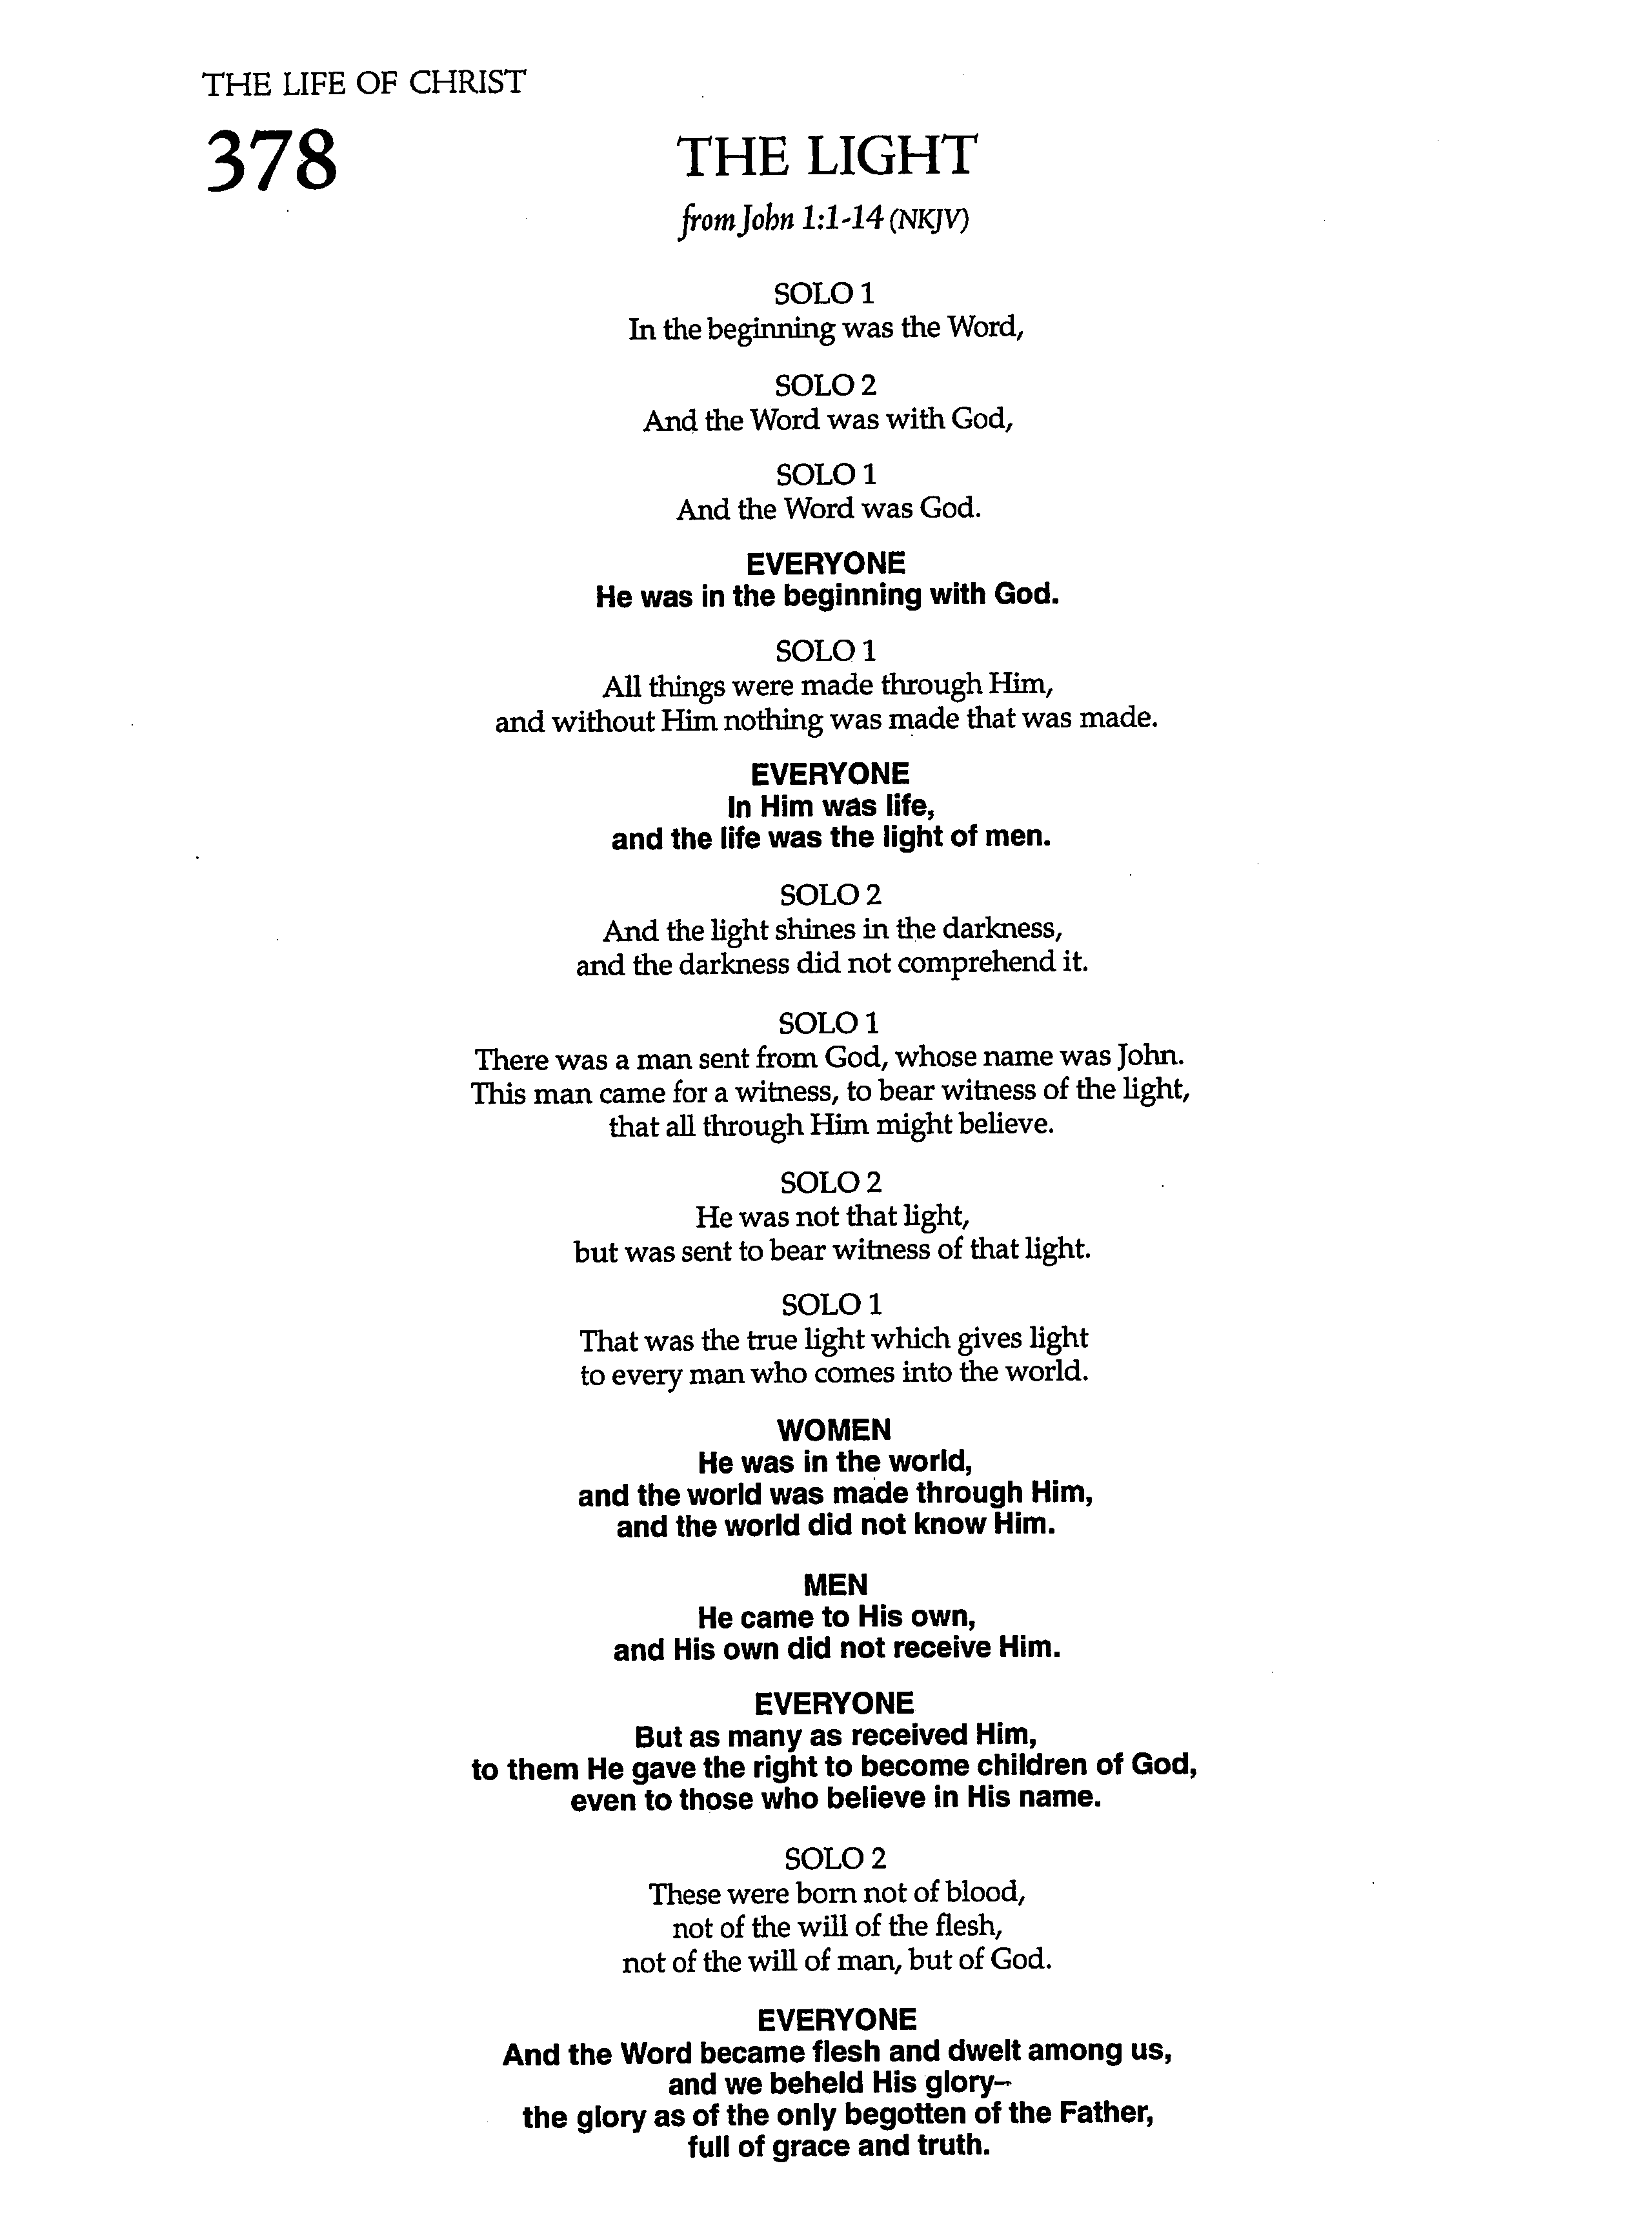 THE LIFE OF CHRIST
378
THE LIGHT
from John 1:1-14 (NKJV)
SOLO 1
In the beginning was the Word,
SOLO 2
And the Word was with God,
SOLO 1
And the Word was God.
EVERYONE
He was in the beginning with God.
SOLO 1
All things were made through Him,
and without Him nothing was made that was made.
EVERYONE
In Him was life,
and the life was the light of men.
SOLO 2
And the light shines in the darkness,
and the darkness did not comprehend it.
SOLO 1
There was a man sent from God, whose name was John.
This man came for a witness, to bear witness of the light,
that all through Him might believe.
SOLO 2
He was not that light,
but was sent to bear witness of that light.
SOLO 1
That was the true light which gives light
to every man who comes into the world.
WOMEN
He was in the world,
and the world was made through Him,
and the world did not know Him.
MEN
He came to His own,
and His own did not receive Him.
EVERYONE
But as many as received Him,
to them He gave the right to become children of God,
even to those who believe in His name.
SOLO 2
These were born not of blood,
not of the will of the flesh,
not of the will of man, but of God.
EVERYONE
And the Word became flesh and dwelt among us,
and we beheld His glory—
the glory as of the only begotten of the Father,
full of grace and truth.